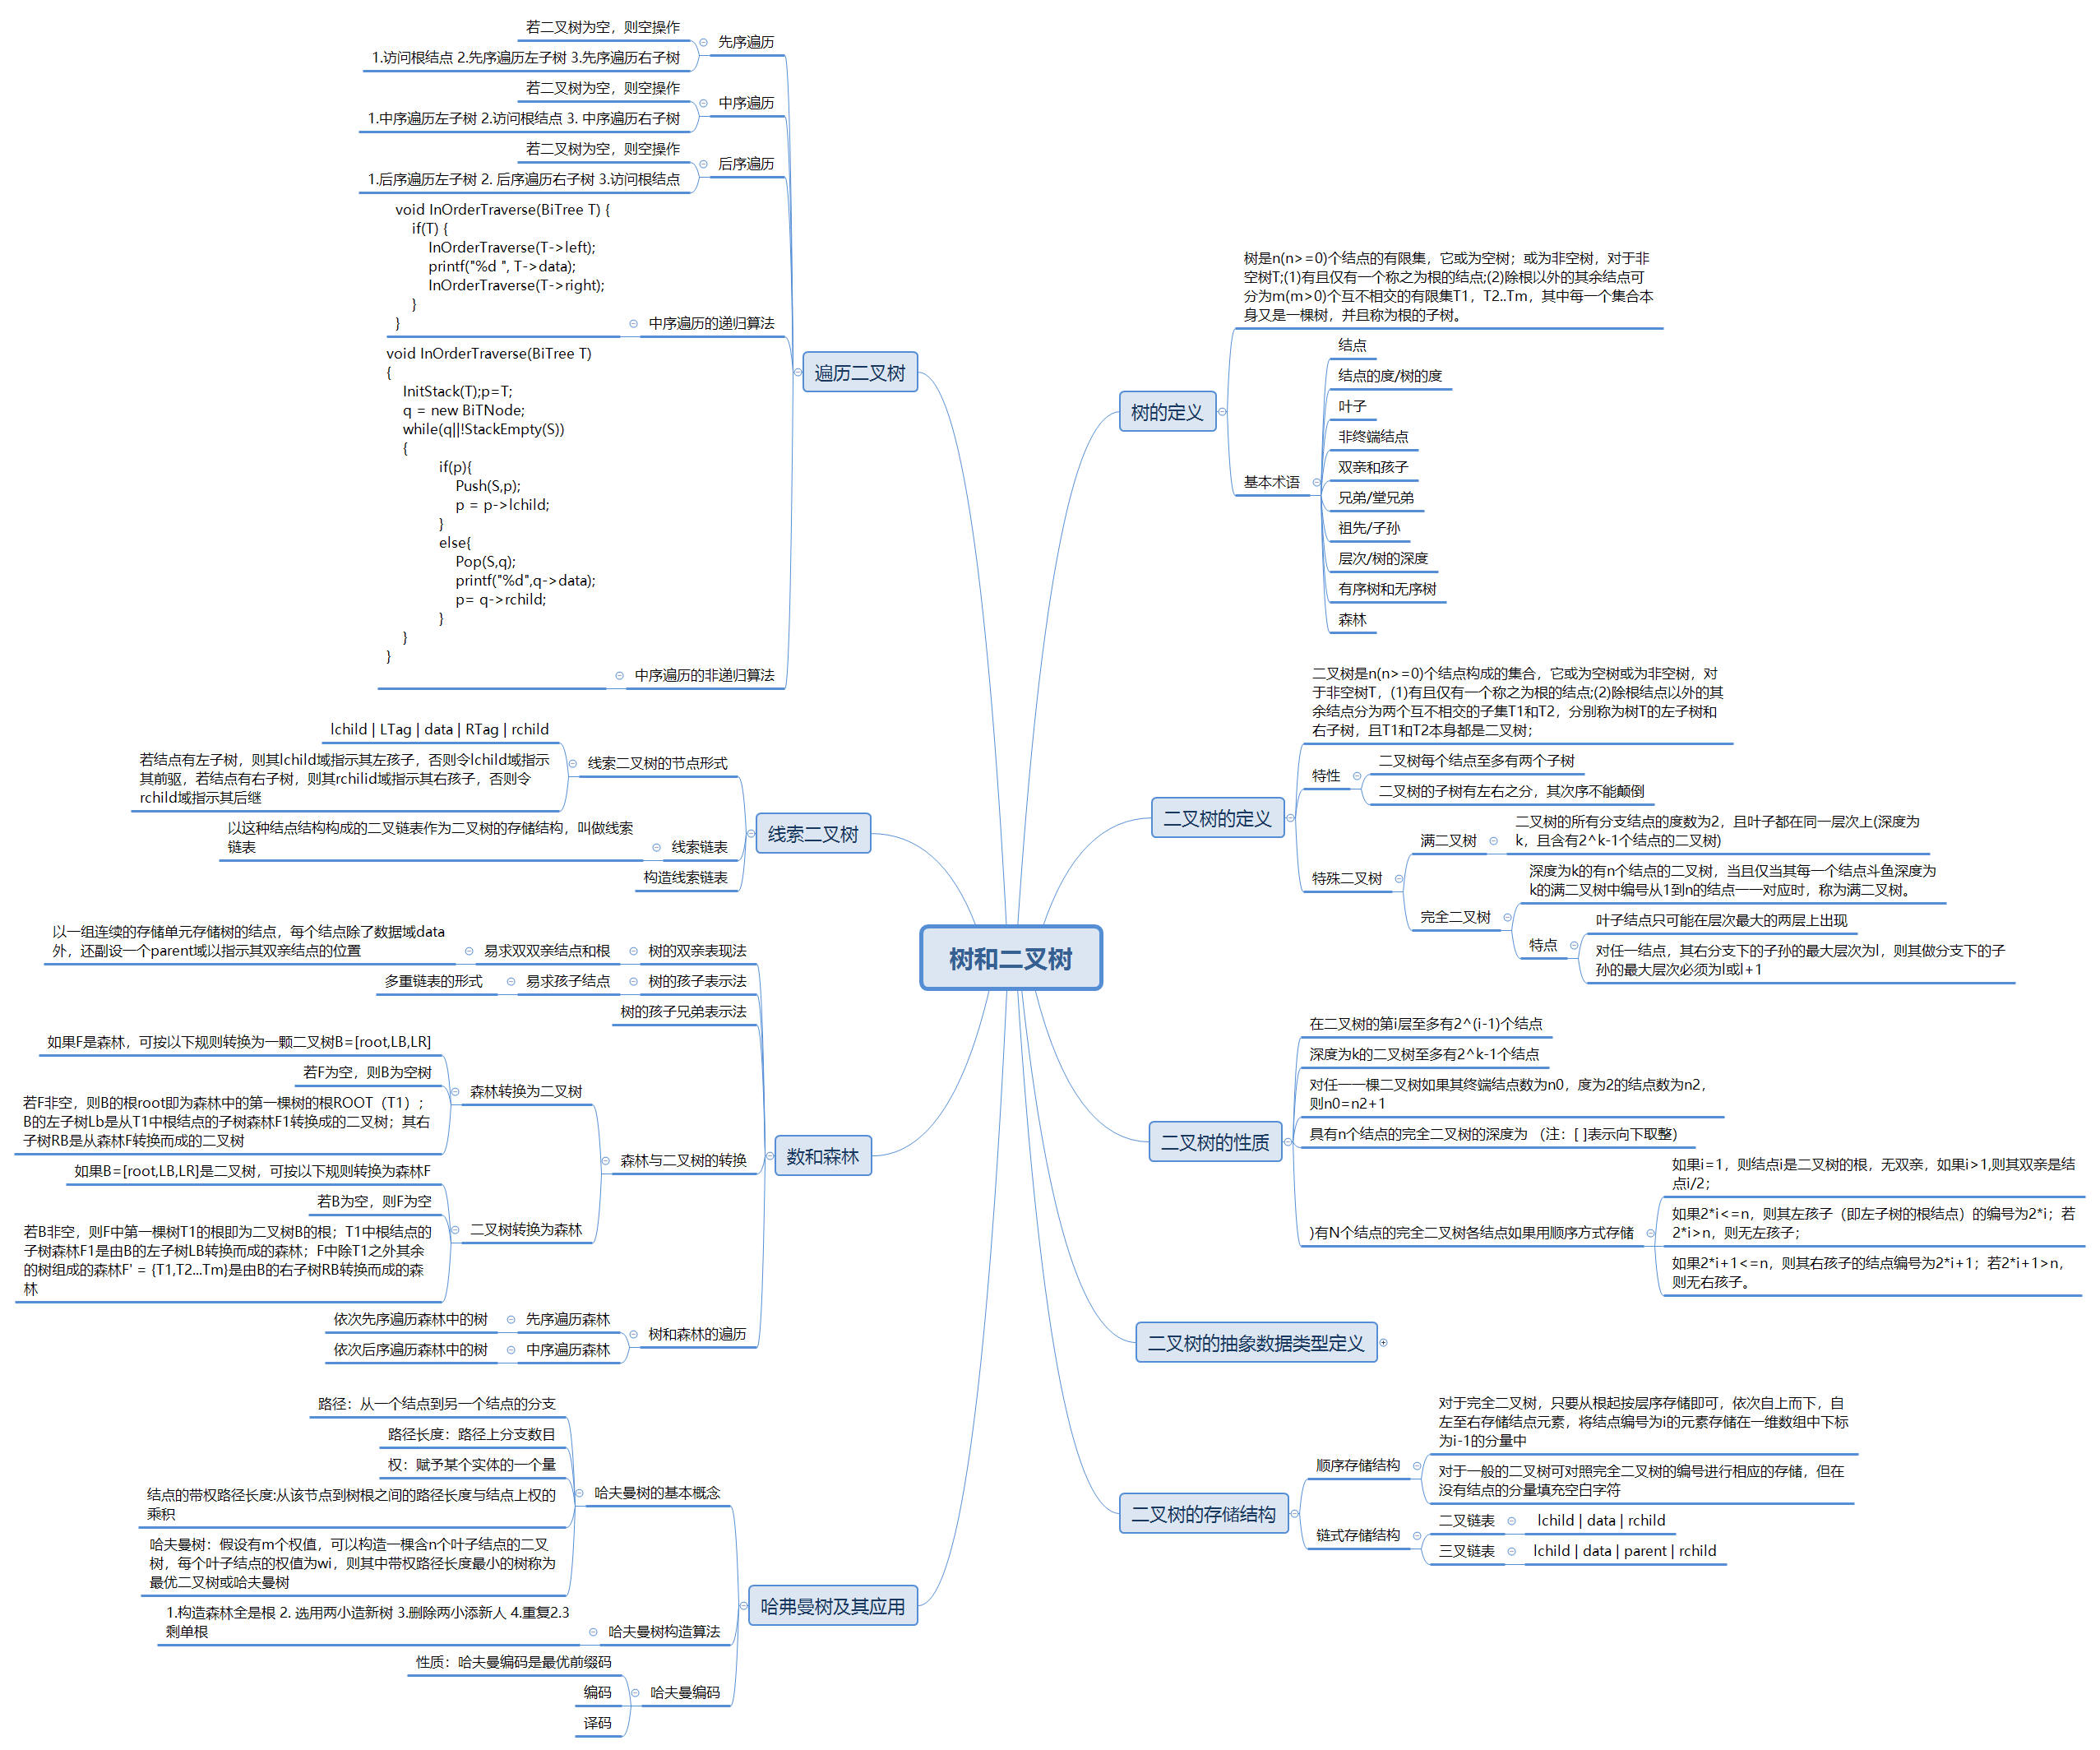 树和二叉树
树的定义
树是n(n>=0)个结点的有限集，它或为空树；或为非空树，对于非
空树T;(1)有且仅有一个称之为根的结点;(2)除根以外的其余结点可
分为m(m>0)个互不相交的有限集T1，T2..Tm，其中每一个集合本
身又是一棵树，并且称为根的子树。
基本术语
结点
结点的度/树的度
叶子
非终端结点
双亲和孩子
兄弟/堂兄弟
祖先/子孙
层次/树的深度
有序树和无序树
森林
二叉树的定义
二叉树是n(n>=0)个结点构成的集合，它或为空树或为非空树，对
于非空树T，(1)有且仅有一个称之为根的结点;(2)除根结点以外的其
余结点分为两个互不相交的子集T1和T2，分别称为树T的左子树和
右子树，且T1和T2本身都是二叉树；
特性
二叉树每个结点至多有两个子树
二叉树的子树有左右之分，其次序不能颠倒
特殊二叉树
满二叉树
二叉树的所有分支结点的度数为2，且叶子都在同一层次上(深度为
k，且含有2^k-1个结点的二叉树)
完全二叉树
深度为k的有n个结点的二叉树，当且仅当其每一个结点斗鱼深度为
k的满二叉树中编号从1到n的结点一一对应时，称为满二叉树。
特点
叶子结点只可能在层次最大的两层上出现
对任一结点，其右分支下的子孙的最大层次为l，则其做分支下的子
孙的最大层次必须为l或l+1
二叉树的性质
在二叉树的第i层至多有2^(i-1)个结点
深度为k的二叉树至多有2^k-1个结点
对任一一棵二叉树如果其终端结点数为n0，度为2的结点数为n2，
则n0=n2+1
具有n个结点的完全二叉树的深度为 （注：[ ]表示向下取整）
)有N个结点的完全二叉树各结点如果用顺序方式存储
如果i=1，则结点i是二叉树的根，无双亲，如果i>1,则其双亲是结
点i/2；
如果2*i<=n，则其左孩子（即左子树的根结点）的编号为2*i；若
2*i>n，则无左孩子；
如果2*i+1<=n，则其右孩子的结点编号为2*i+1；若2*i+1>n，
则无右孩子。
二叉树的抽象数据类型定义
二叉树的存储结构
顺序存储结构
对于完全二叉树，只要从根起按层序存储即可，依次自上而下，自
左至右存储结点元素，将结点编号为i的元素存储在一维数组中下标
为i-1的分量中
对于一般的二叉树可对照完全二叉树的编号进行相应的存储，但在
没有结点的分量填充空白字符
链式存储结构
二叉链表
lchild | data | rchild
三叉链表
lchild | data | parent | rchild
遍历二叉树
先序遍历
若二叉树为空，则空操作
1.访问根结点 2.先序遍历左子树 3.先序遍历右子树
中序遍历
若二叉树为空，则空操作
1.中序遍历左子树 2.访问根结点 3. 中序遍历右子树
后序遍历
若二叉树为空，则空操作
1.后序遍历左子树 2. 后序遍历右子树 3.访问根结点
中序遍历的递归算法
void InOrderTraverse(BiTree T) {
if(T) {
InOrderTraverse(T->left);
printf("%d ", T->data);
InOrderTraverse(T->right);
}
}
中序遍历的非递归算法
void InOrderTraverse(BiTree T)
{
InitStack(T);p=T;
q = new BiTNode;
while(q||!StackEmpty(S))
{
if(p){
Push(S,p);
p = p->lchild;
}
else{
Pop(S,q);
printf("%d",q->data);
p= q->rchild;
}
}
}
线索二叉树
线索二叉树的节点形式
lchild | LTag | data | RTag | rchild
若结点有左子树，则其lchild域指示其左孩子，否则令lchild域指示
其前驱，若结点有右子树，则其rchilid域指示其右孩子，否则令
rchild域指示其后继
线索链表
以这种结点结构构成的二叉链表作为二叉树的存储结构，叫做线索
链表
构造线索链表
数和森林
树的双亲表现法
易求双双亲结点和根
以一组连续的存储单元存储树的结点，每个结点除了数据域data
外，还副设一个parent域以指示其双亲结点的位置
树的孩子表示法
易求孩子结点
多重链表的形式
树的孩子兄弟表示法
森林与二叉树的转换
森林转换为二叉树
如果F是森林，可按以下规则转换为一颗二叉树B=[root,LB,LR]
若F为空，则B为空树
若F非空，则B的根root即为森林中的第一棵树的根ROOT（T1）；
B的左子树Lb是从T1中根结点的子树森林F1转换成的二叉树；其右
子树RB是从森林F转换而成的二叉树
二叉树转换为森林
如果B=[root,LB,LR]是二叉树，可按以下规则转换为森林F
若B为空，则F为空
若B非空，则F中第一棵树T1的根即为二叉树B的根；T1中根结点的
子树森林F1是由B的左子树LB转换而成的森林；F中除T1之外其余
的树组成的森林F' = {T1,T2...Tm}是由B的右子树RB转换而成的森
林
树和森林的遍历
先序遍历森林
依次先序遍历森林中的树
中序遍历森林
依次后序遍历森林中的树
哈弗曼树及其应用
哈夫曼树的基本概念
路径：从一个结点到另一个结点的分支
路径长度：路径上分支数目
权：赋予某个实体的一个量
结点的带权路径长度:从该节点到树根之间的路径长度与结点上权的
乘积
哈夫曼树：假设有m个权值，可以构造一棵含n个叶子结点的二叉
树，每个叶子结点的权值为wi，则其中带权路径长度最小的树称为
最优二叉树或哈夫曼树
哈夫曼树构造算法
1.构造森林全是根 2. 选用两小造新树 3.删除两小添新人 4.重复2.3
剩单根
哈夫曼编码
性质：哈夫曼编码是最优前缀码
编码
译码